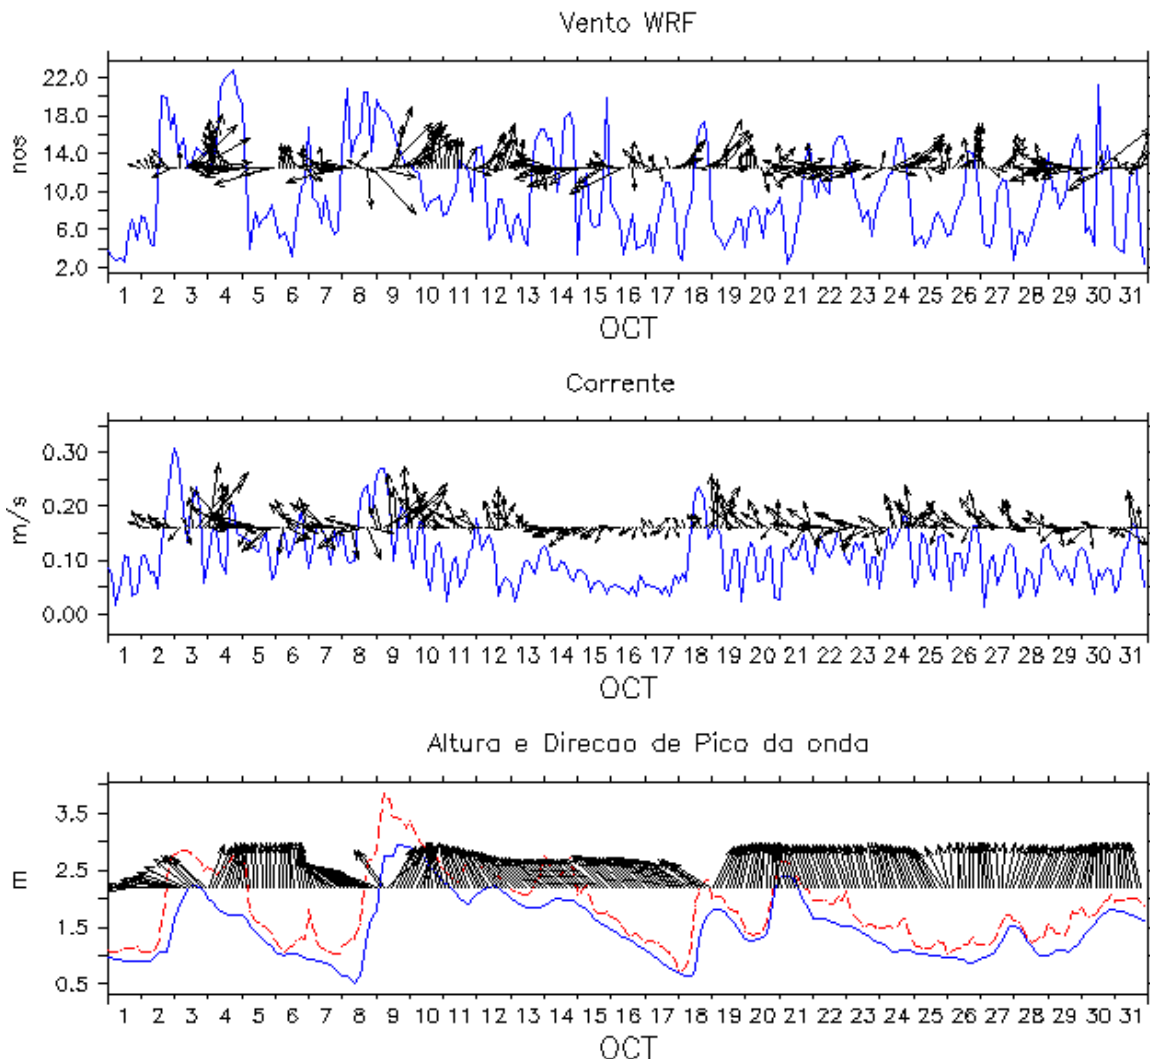 Vento WRF
22.0
18.0
14.0
10.0
6.0
2.0
nos
1 2 3 4 5 6 7 8 9 10 11 12 13 14 15 16 17 18 19 20 21 22 23 24 25 26 27 28 29 30 31
OCT
Corrente
0.30
0.20
0.10
0.00
m/s
1 2 3 4 5 6 7 8 9 10 11 12 13 14 15 16 17 18 19 20 21 22 23 24 25 26 27 28 29 30 31
OCT
Altura e Direcao de Pico da onda
3.5
2.5
1.5
0.5
m
1 2 3 4 5 6 7 8 9 10 11 12 13 14 15 16 17 18 19 20 21 22 23 24 25 26 27 28 29 30 31
OCT